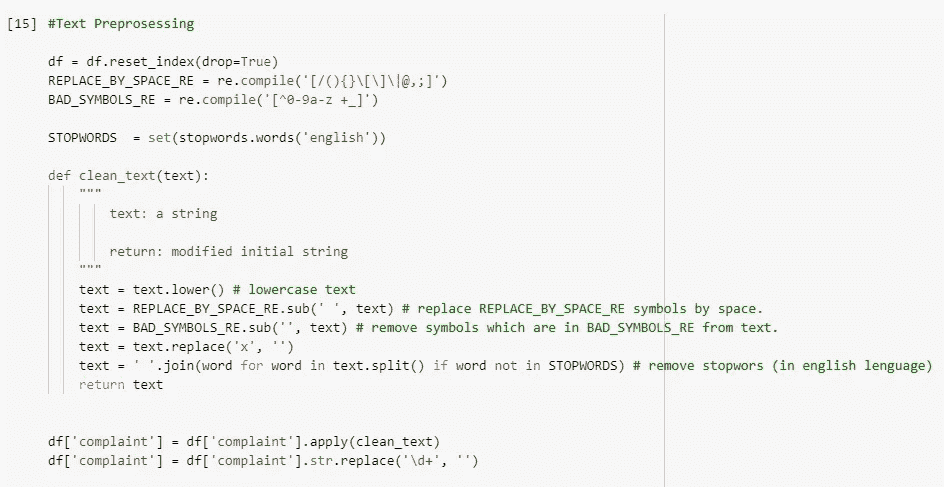 [15] #Text Preprosessing
df = df.reset_index(drop=True)
REPLACE_BY_SPACE_RE = re.compile('[/(){}\[\]\|@,;]')
BAD_SYMBOLS_RE = re.compile('[^0-9a-z +_]')
STOPWORDS  = set(stopwords.words('english'))
def clean_text(text):
"""
text: a string
return: modified initial string
"""
text = text.lower() # lowercase text
text = REPLACE_BY_SPACE_RE.sub(' ', text) # replace REPLACE_BY_SPACE_RE symbols by space.
text = BAD_SYMBOLS_RE.sub('', text) # remove symbols which are in BAD_SYMBOLS_RE from text.
text = text.replace('x', '')
text = ' '.join(word for word in text.split() if word not in STOPWORDS) # remove stopwors (in english lenguage)
return text
df['complaint'] = df['complaint'].apply(clean_text)
df['complaint'] = df['complaint'].str.replace('\d+', '')